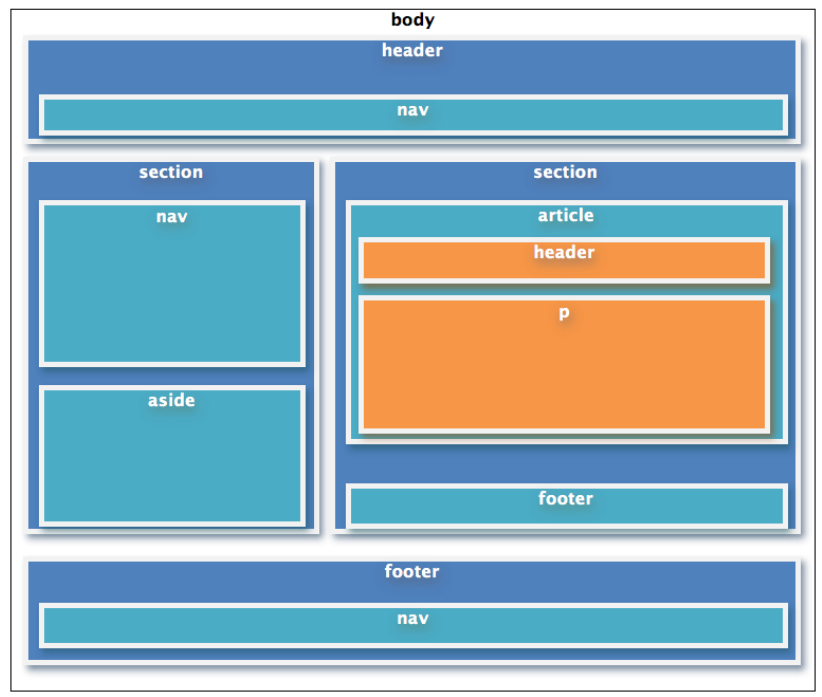 body
header
nav
section
nav
aside
section
article
header
p
footer
footer
nav